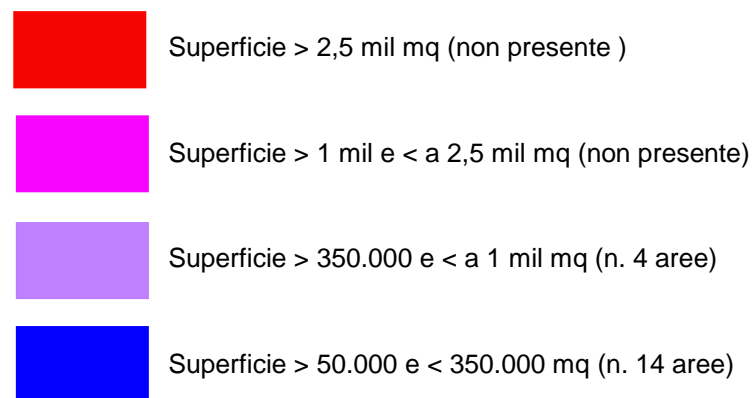 Superficie > 2,5 mil mq (non presente )
Superficie > 1 mil e < a 2,5 mil mq (non presente)
Superficie > 350.000 e < a 1 mil mq (n. 4 aree)
Superficie > 50.000 e < 350.000 mq (n. 14 aree)